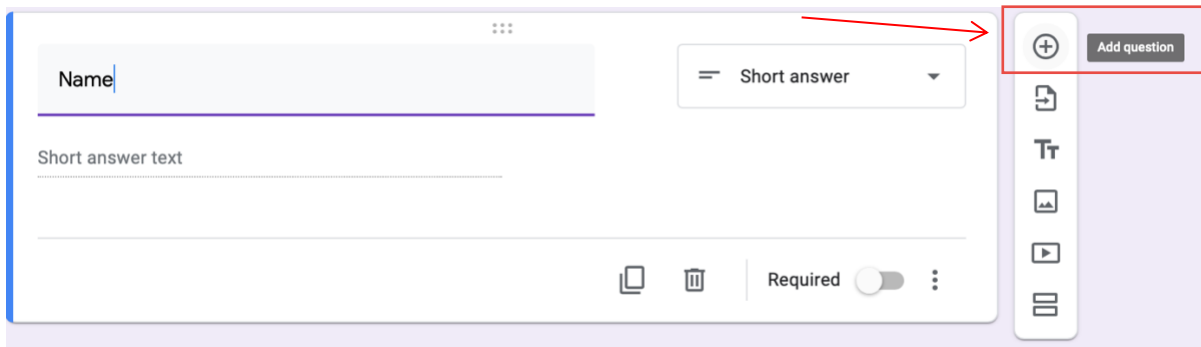 Name
Short answer
Add question
Short answer text
Required